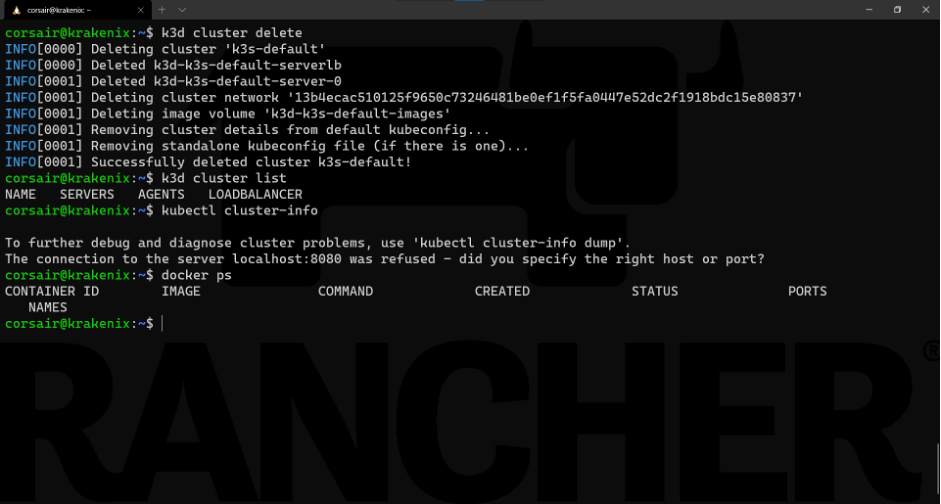 corsair@krakenix: ~
corsair@krakenix:~$ k3d cluster delete
INFO[0000] Deleting cluster 'k3s-default'
INFO[0000] Deleted k3d-k3s-default-serverlb
INFO[0001] Deleted k3d-k3s-default-server-0
INFO[0001] Deleting cluster network '13b4ecac510125f9650c73246481be0ef1f5fa0447e52dc2f1918bdc15e80837'
INFO[0001] Deleting image volume 'k3d-k3s-default-images'
INFO[0001] Removing cluster details from default kubeconfig...
INFO[0001] Removing standalone kubeconfig file (if there is one)...
INFO[0001] Successfully deleted cluster k3s-default!
corsair@krakenix:~$ k3d cluster list
NAME   SERVERS   AGENTS   LOADBALANCER
corsair@krakenix:~$ kubectl cluster-info
To further debug and diagnose cluster problems, use 'kubectl cluster-info dump'.
The connection to the server localhost:8080 was refused - did you specify the right host or port?
corsair@krakenix:~$ docker ps
CONTAINER ID        IMAGE               COMMAND             CREATED             STATUS              PORTS
   NAMES
corsair@krakenix:~$
RANCHER®